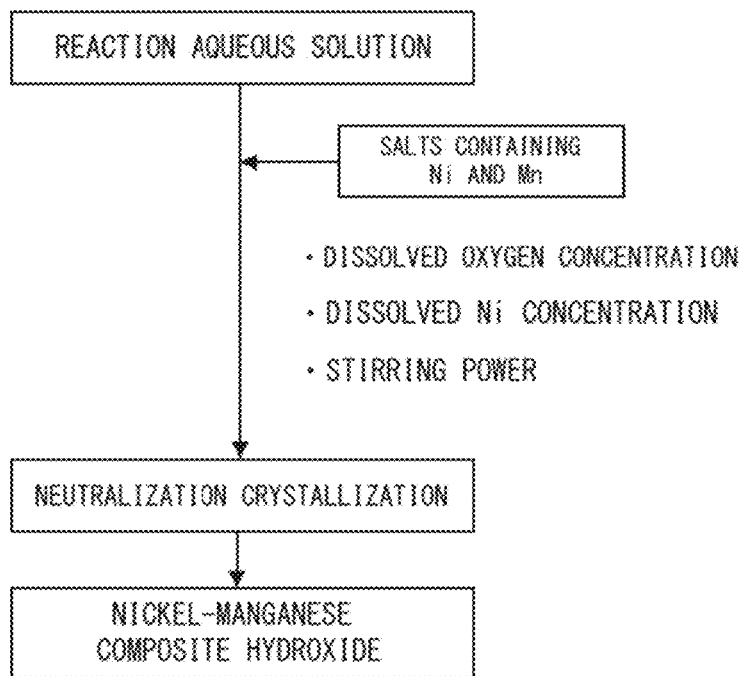 REACTION AQUEOUS SOLUTION
SALTS CONTAINING
Ni AND Mn
・DISSOLVED OXYGEN CONCENTRATION
・DISSOLVED Ni CONCENTRATION
・STIRRING POWER
NEUTRALIZATION CRYSTALLIZATION
NICKEL-MANGANESE
COMPOSITE HYDROXIDE